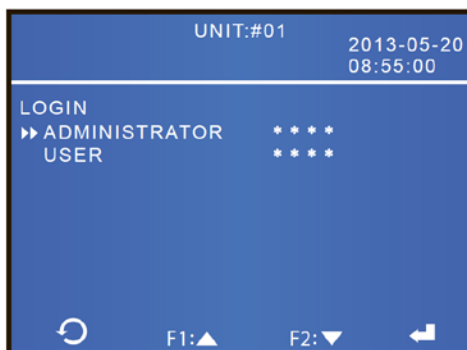 UNIT:#01
2013-05-20
08:55:00
LOGIN
ADMINISTRATOR * * * *
USER * * * *
F1:▲ F2:▼